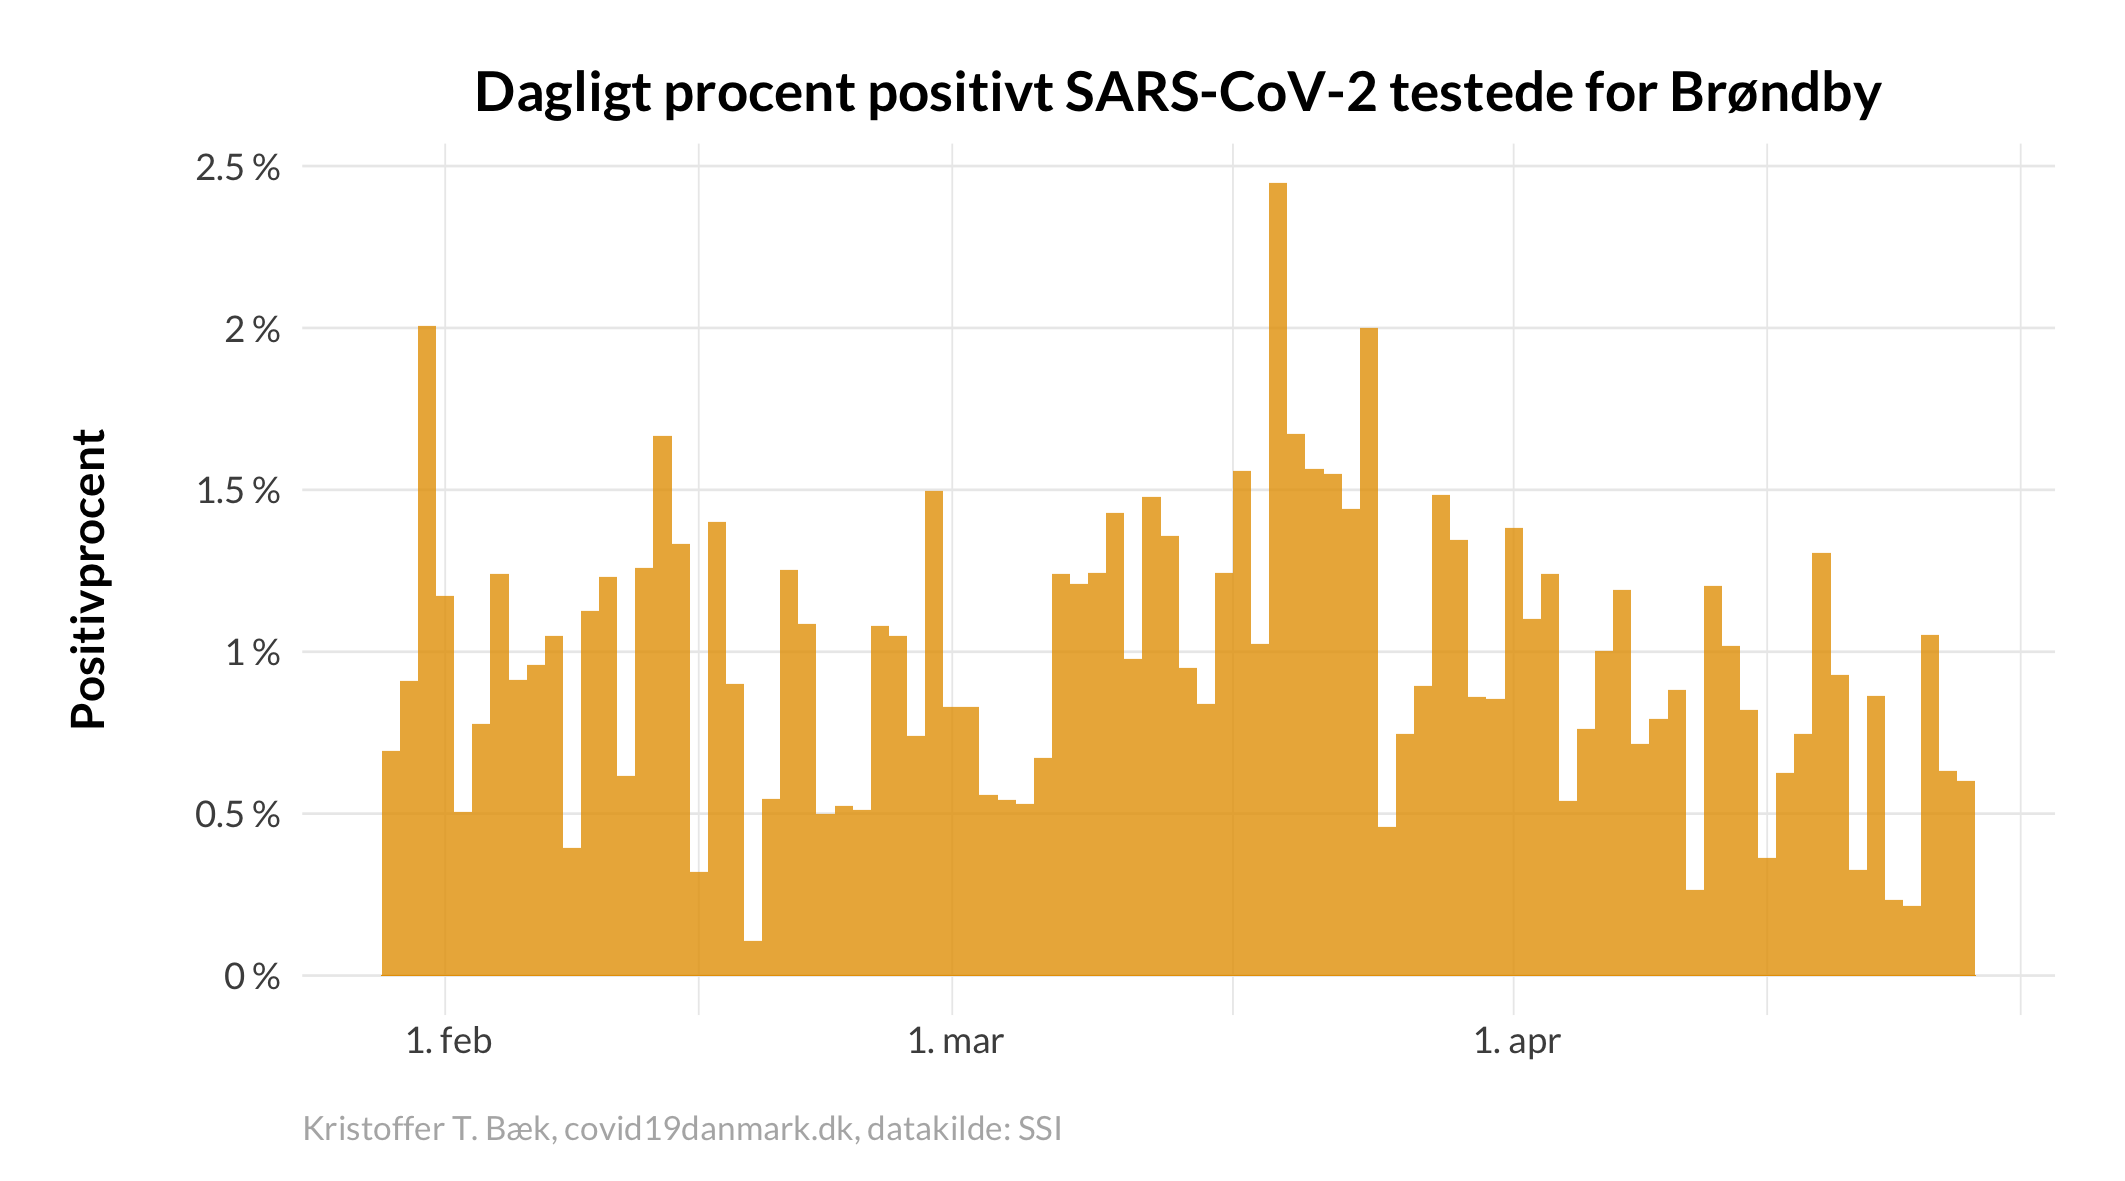 Dagligt procent positivt SARS-CoV-2 testede for Brøndby
Positivprocent
2.5 %
2 %
1.5 %
1 %
0.5 %
0 %
1. feb
1. mar
1. apr
Kristoffer T. Bæk, covid19danmark.dk, datakilde: SSI